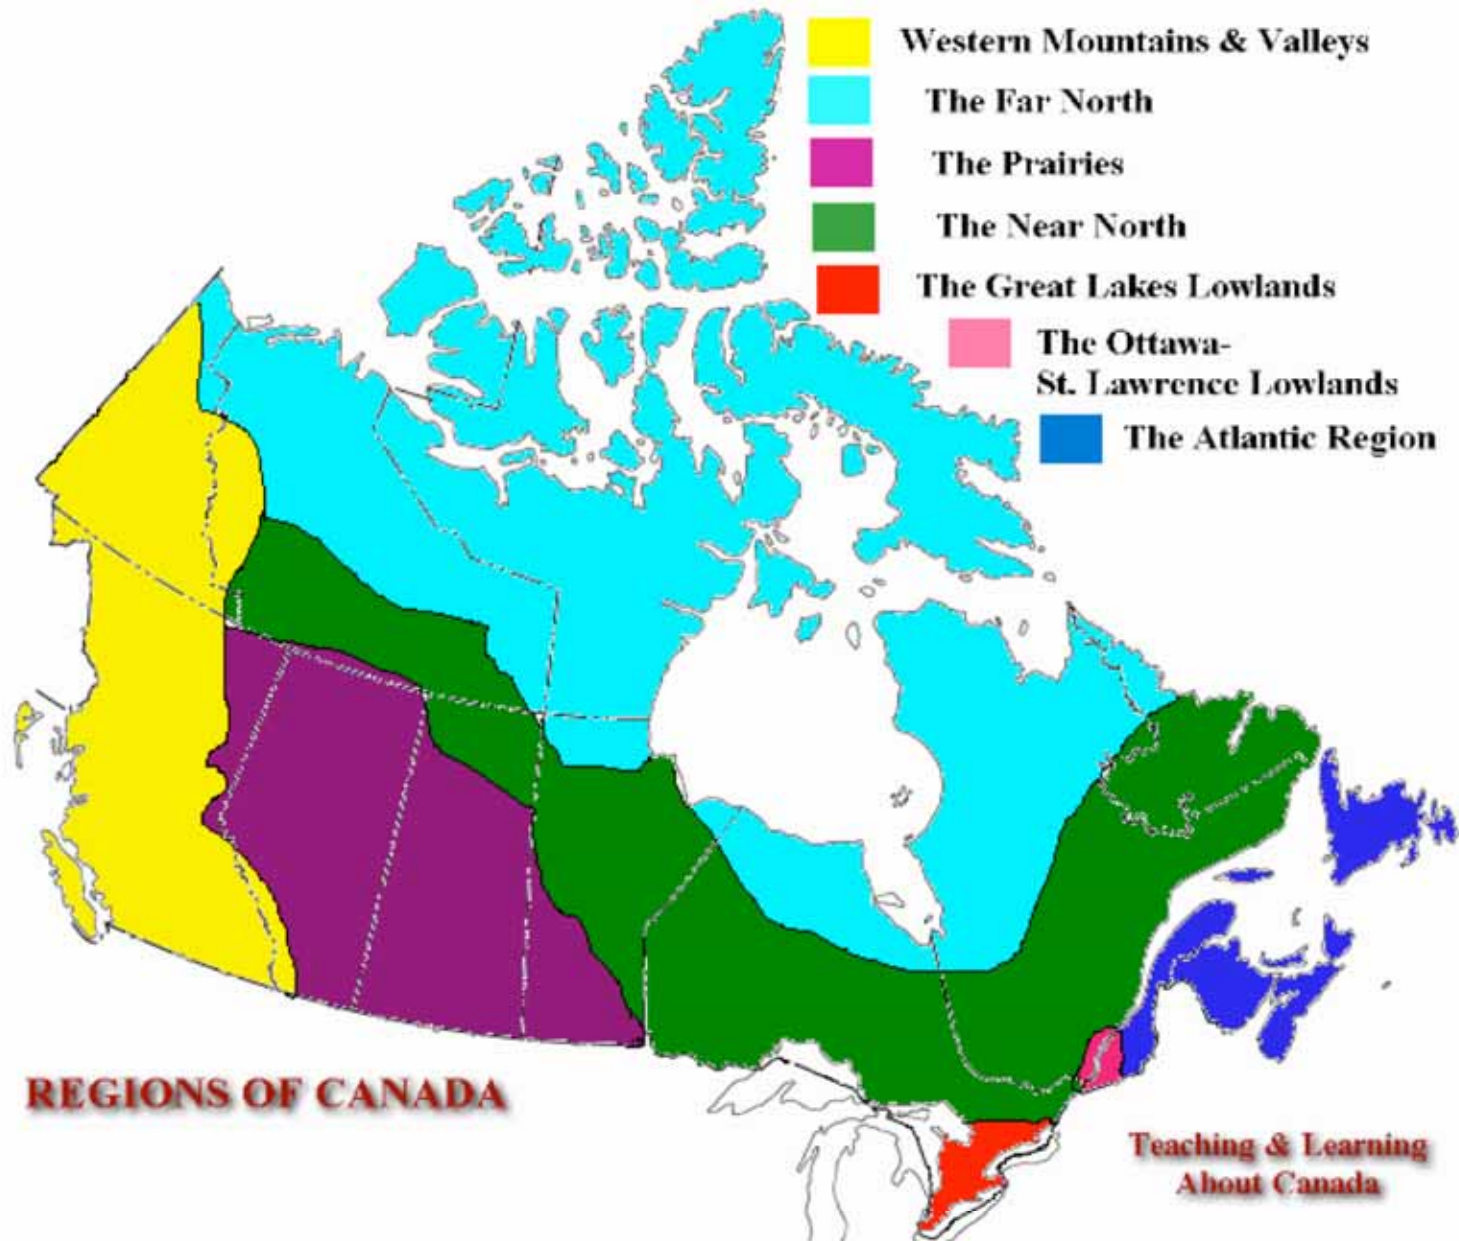 Western Mountains & Valleys
The Far North
The Prairies
The Near North
The Great Lakes Lowlands
The Ottawa-
St. Lawrence Lowlands
The Atlantic Region
REGIONS OF CANADA
Teaching & Learning
About Canada